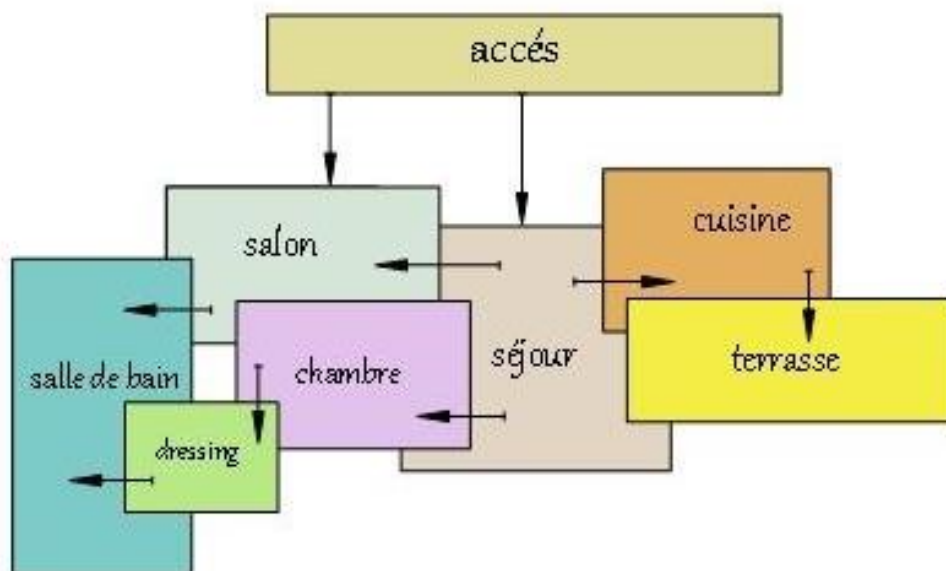 accés
salon
cuisine
séjour
terrasse
salle de bain
chambre
dressing